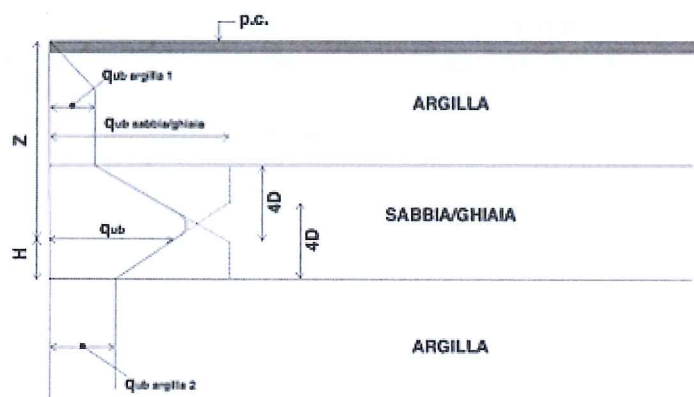 p.c.
qub argilla 1
ARGILLA
qub sabbia/ghiaia
Z
4D
SABBIA/GHIAIA
qub
4D
H
ARGILLA
qub argilla 2